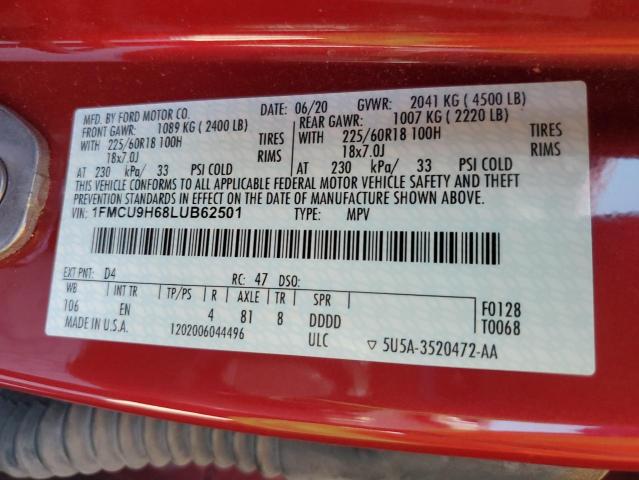 MFD. BY FORD MOTOR CO. DATE: 06/20 GVWR: 2041 KG ( 4500 LB)
FRONT GAWR: 1089 KG ( 2400 LB) REAR GAWR: 1007 KG ( 2220 LB)
WITH 225/60R18 100H TIRES WITH 225/60R18 100H TIRES
18x7.0J RIMS 18x7.0J RIMS
AT 230 kPa/ 33 PSI COLD AT 230 kPa/ 33 PSI COLD
THIS VEHICLE CONFORMS TO ALL APPLICABLE FEDERAL MOTOR VEHICLE SAFETY AND THEFT
PREVENTION STANDARDS IN EFFECT ON THE DATE OF MANUFACTURE SHOWN ABOVE.
VIN: 1FMCU9H68LUB62501 TYPE: MPV
EXT PNT: D4 RC: 47 DSO:
WB INT TR TP/PS R AXLE TR SPR
106 EN 4 81 8 DDDD F0128
MADE IN U.S.A. 1202006044496 ULC T0068
▽ 5U5A-3520472-AA